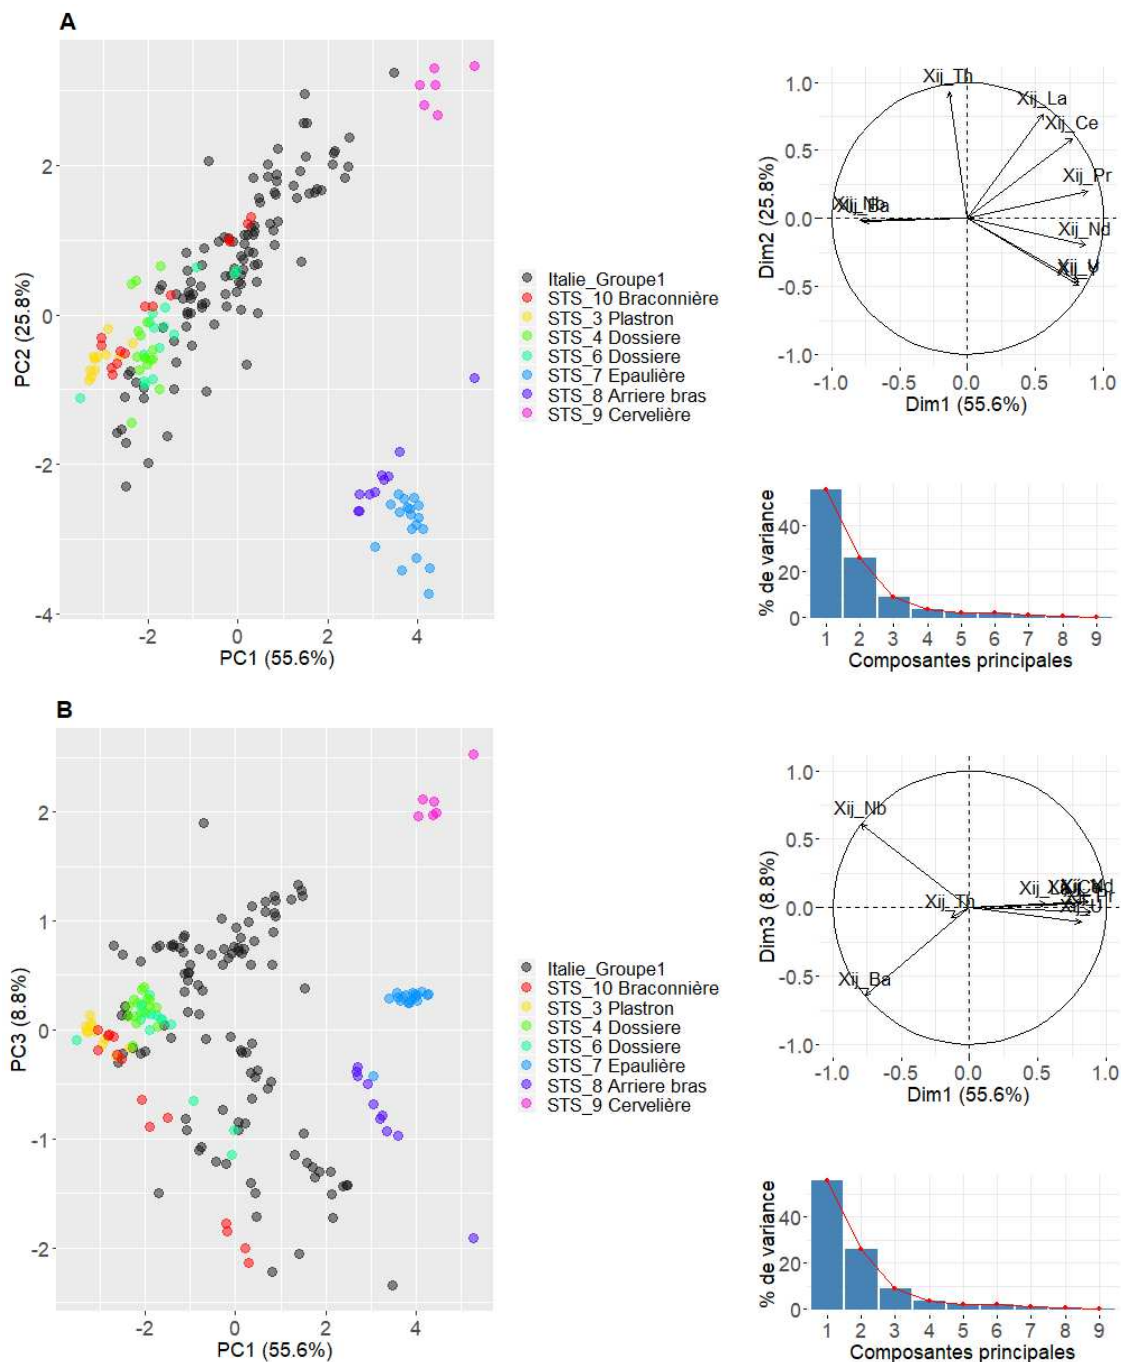 A
PC2 (25.8%)
2
0
-2
-4
-2
0
2
4
PC1 (55.6%)
Italie_Groupe1
STS_10 Braconnière
STS_3 Plastron
STS_4 Dossiere
STS_6 Dossiere
STS_7 Epaulière
STS_8 Arriere bras
STS_9 Cervelière
Dim2 (25.8%)
1.0
0.5
0.0
-0.5
-1.0
Xij_Th
Xij_La
Xij_Ce
Xij_Pr
Xij_Nb
Xij_Ba
Xij_Nd
Xij_Y
-1.0 -0.5 0.0 0.5 1.0
Dim1 (55.6%)
% de variance
40
20
0
1 2 3 4 5 6 7 8 9
Composantes principales
B
PC3 (8.8%)
2
1
0
-1
-2
-2
0
2
4
PC1 (55.6%)
Italie_Groupe1
STS_10 Braconnière
STS_3 Plastron
STS_4 Dossiere
STS_6 Dossiere
STS_7 Epaulière
STS_8 Arriere bras
STS_9 Cervelière
Dim3 (8.8%)
1.0
0.5
0.0
-0.5
-1.0
Xij_Nb
Xij_Th
Xij_U
Xij_Ba
-1.0 -0.5 0.0 0.5 1.0
Dim1 (55.6%)
% de variance
40
20
0
1 2 3 4 5 6 7 8 9
Composantes principales